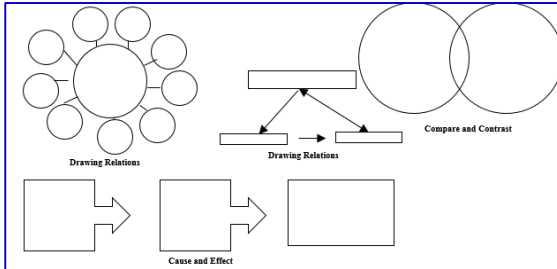 Compare and Contrast
Drawing Relations
Drawing Relations
Cause and Effect